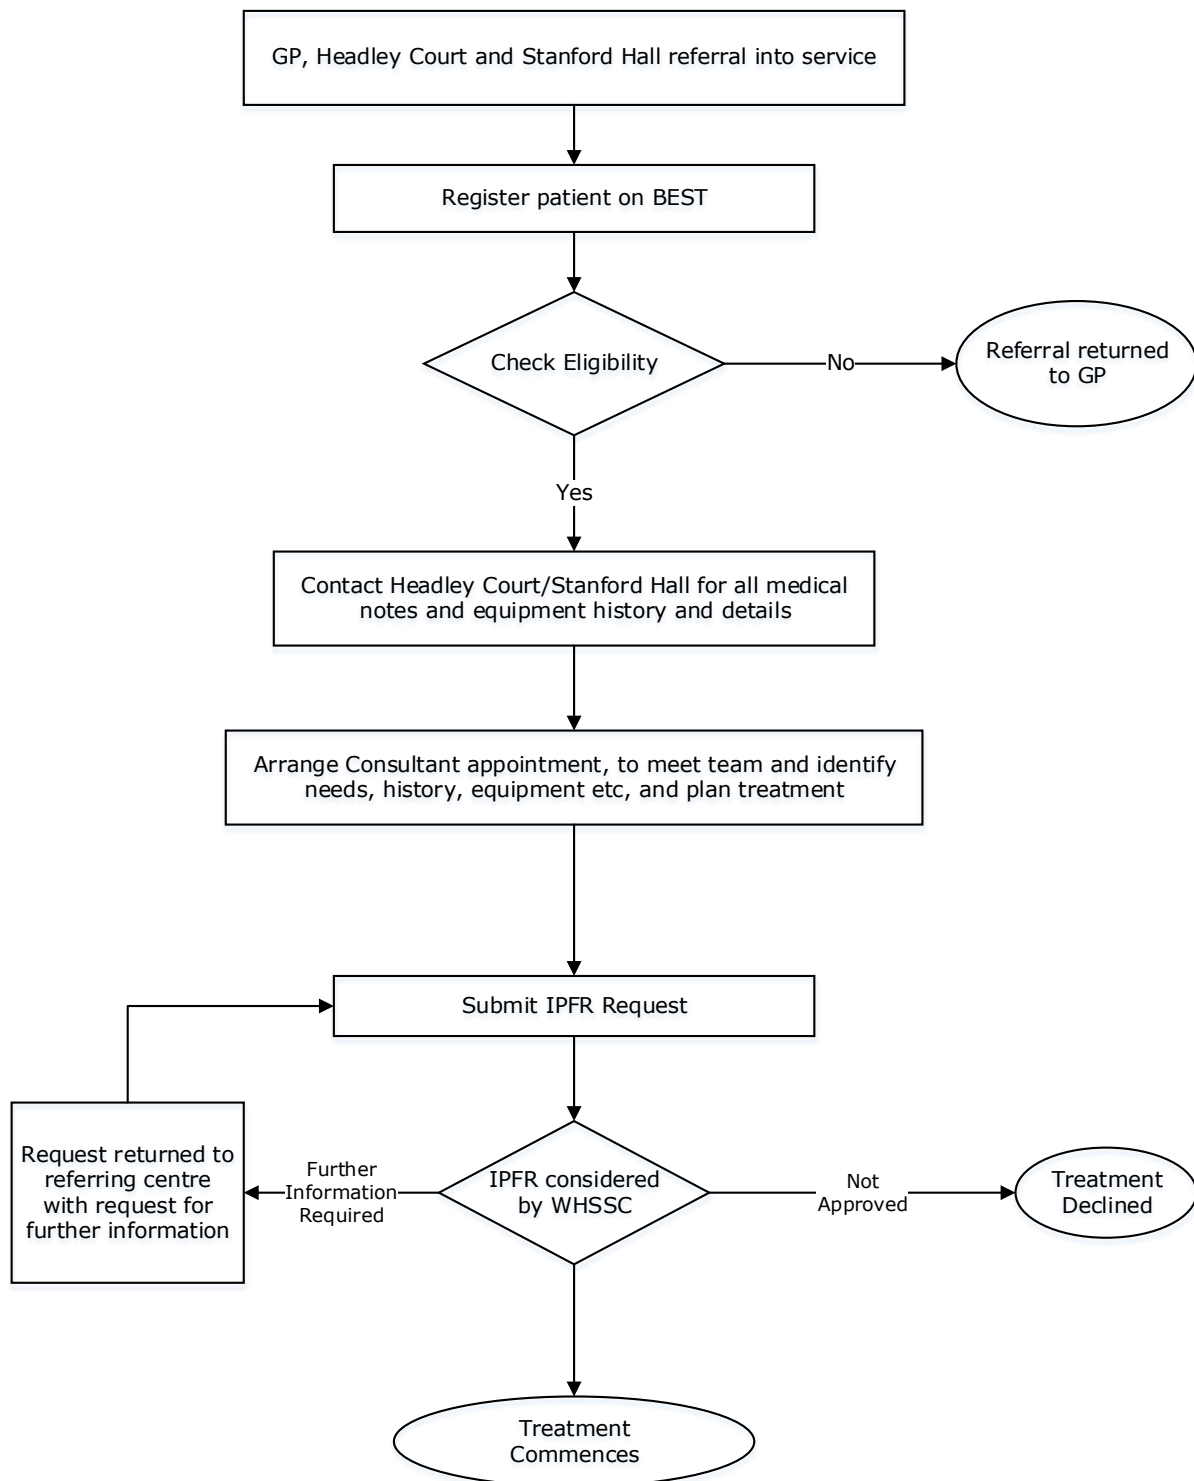 GP, Headley Court and Stanford Hall referral into service
Register patient on BEST
Check Eligibility
No
Referral returned
to GP
Yes
Contact Headley Court/Stanford Hall for all medical
notes and equipment history and details
Arrange Consultant appointment, to meet team and identify
needs, history, equipment etc, and plan treatment
Submit IPFR Request
Request returned to
referring centre
with request for
further information
Further
Information
Required
IPFR considered
by WHSSC
Not
Approved
Treatment
Declined
Treatment
Commences